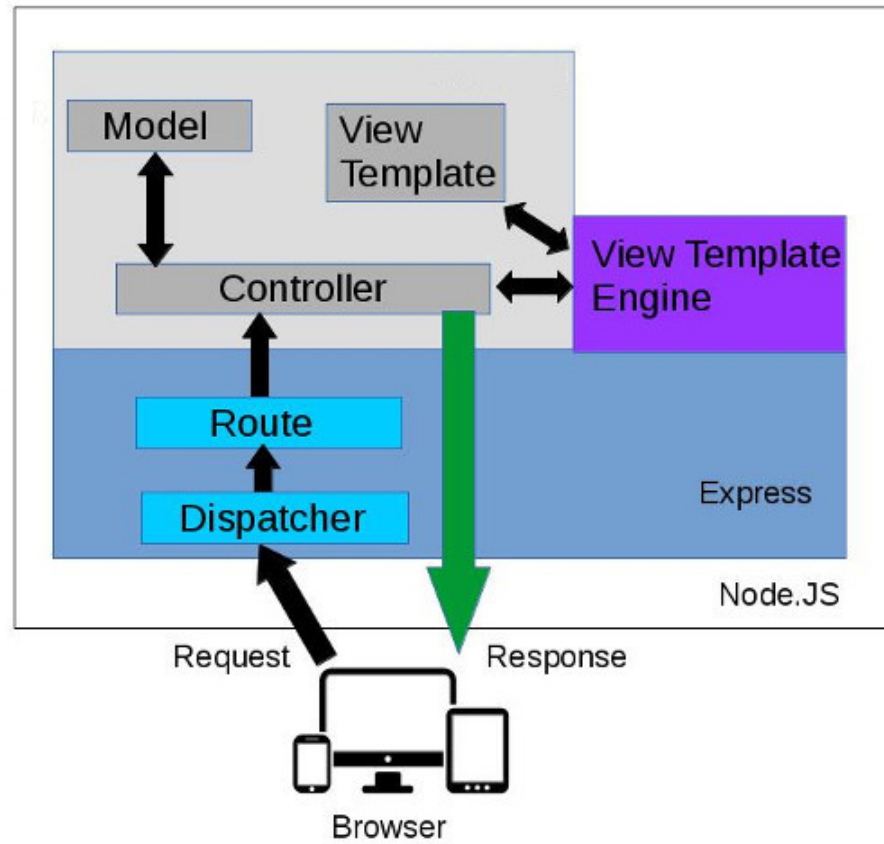 Model
View
Template
View Template
Engine
Controller
Route
Express
Dispatcher
Node.JS
Request
Response
Browser